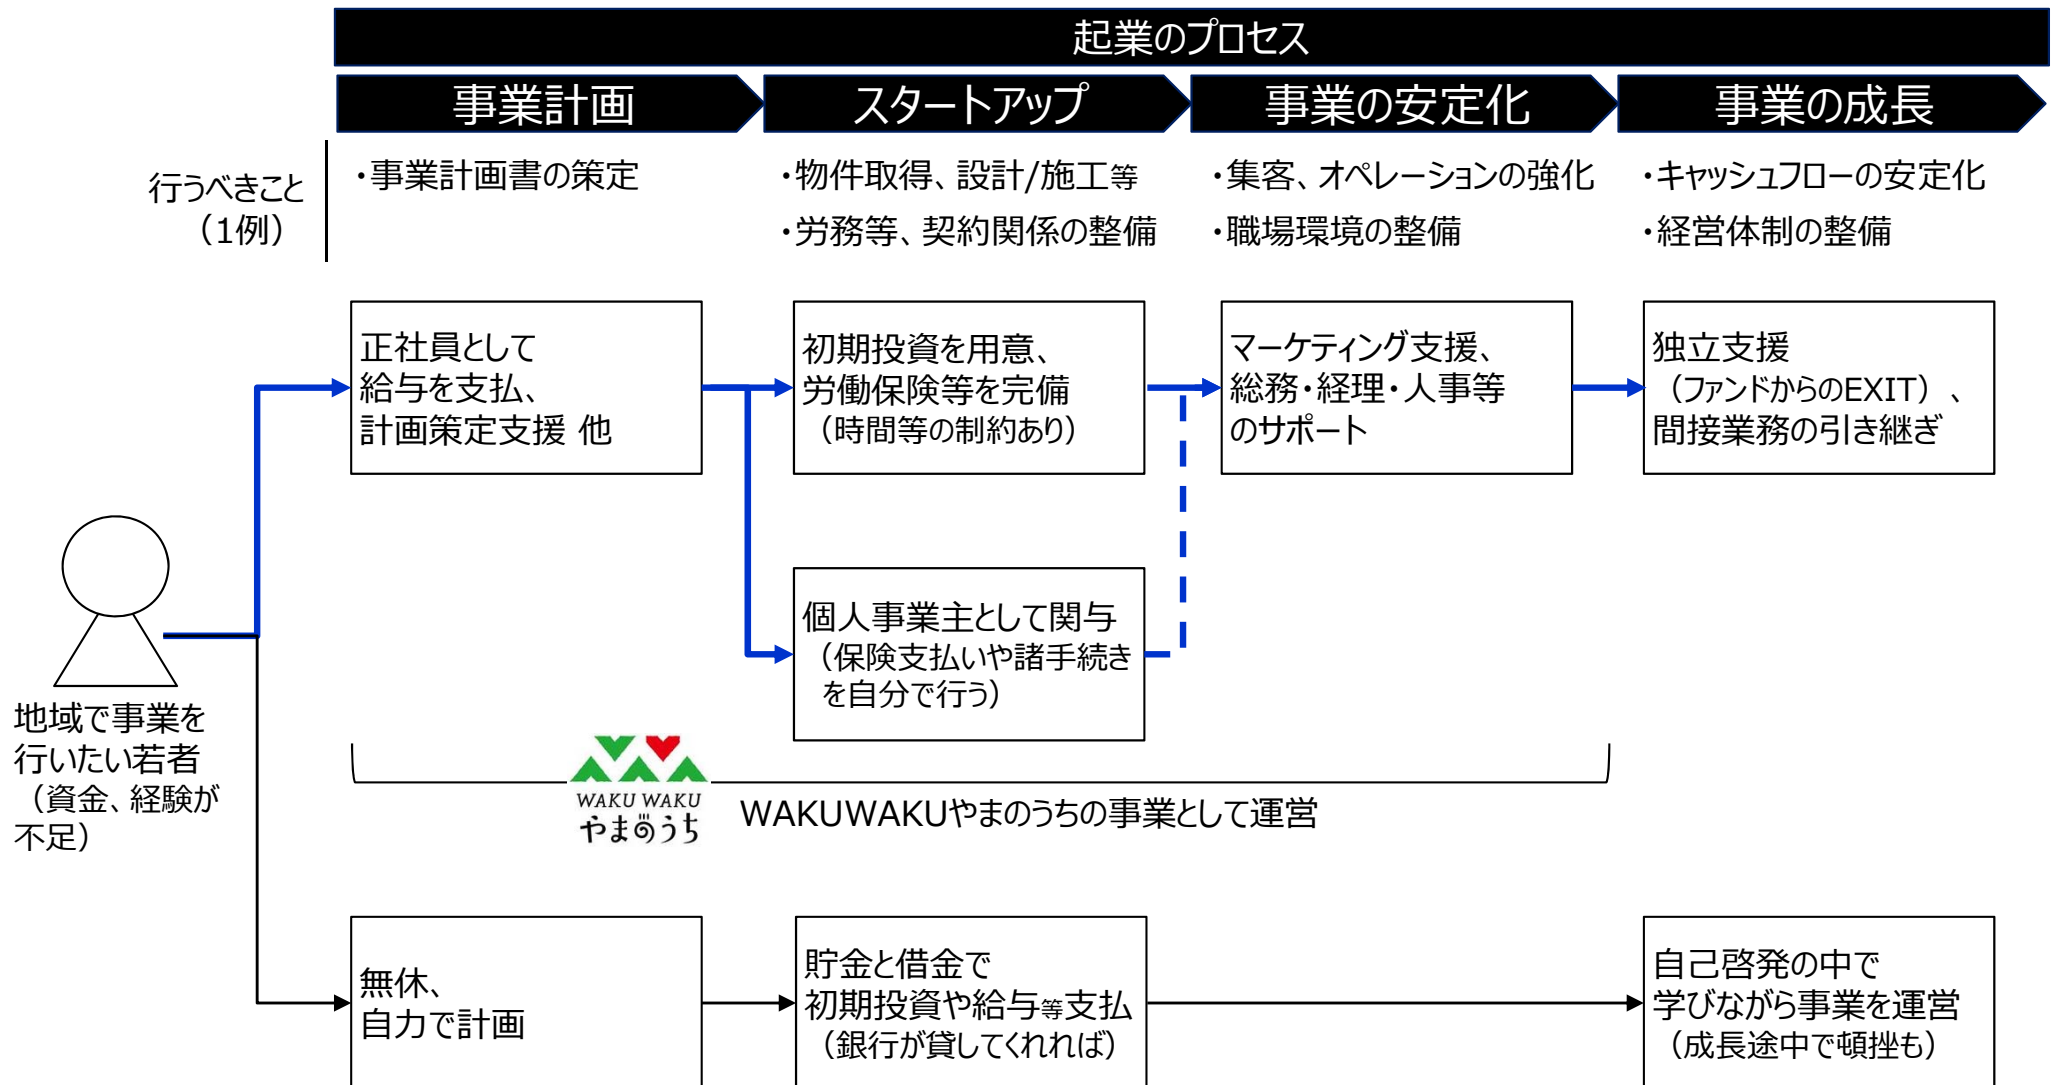 起業のプロセス
事業計画
スタートアップ
事業の安定化
事業の成長
行うべきこと
（1例）
・事業計画書の策定
・物件取得、設計/施工等
・労務等、契約関係の整備
・集客、オペレーションの強化
・職場環境の整備
・キャッシュフローの安定化
・経営体制の整備
正社員として
給与を支払、
計画策定支援 他
初期投資を用意、
労働保険等を完備
（時間等の制約あり）
マーケティング支援、
総務・経理・人事等
のサポート
独立支援
（ファンドからのEXIT）、
間接業務の引き継ぎ
個人事業主として関与
（保険支払いや諸手続き
を自分で行う）
地域で事業を
行いたい若者
（資金、経験が
不足）
WAKU WAKU
やまのうち
WAKUWAKUやまのうちの事業として運営
無休、
自力で計画
貯金と借金で
初期投資や給与等支払
（銀行が貸してくれれば）
自己啓発の中で
学びながら事業を運営
（成長途中で頓挫も）